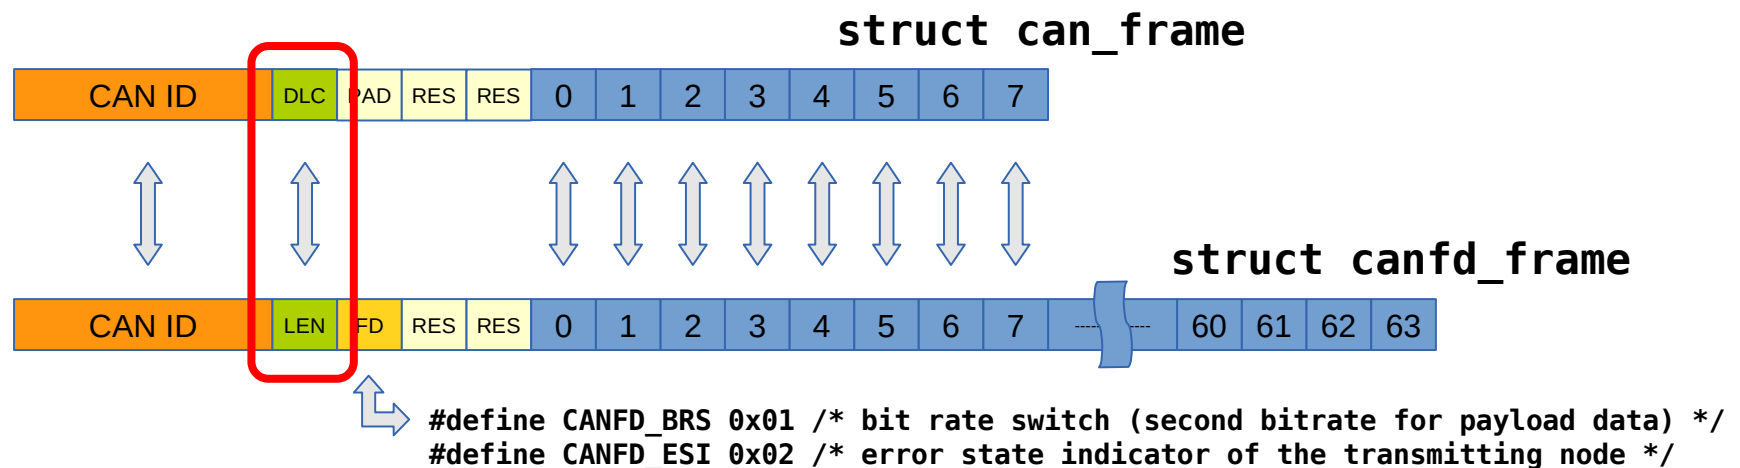 struct can_frame
CAN ID DLC PAD RES RES 0 1 2 3 4 5 6 7
struct canfd_frame
CAN ID LEN FD RES RES 0 1 2 3 4 5 6 7 ----- ---- 60 61 62 63
#define CANFD_BRS 0x01 /* bit rate switch (second bitrate for payload data) */
#define CANFD_ESI 0x02 /* error state indicator of the transmitting node */